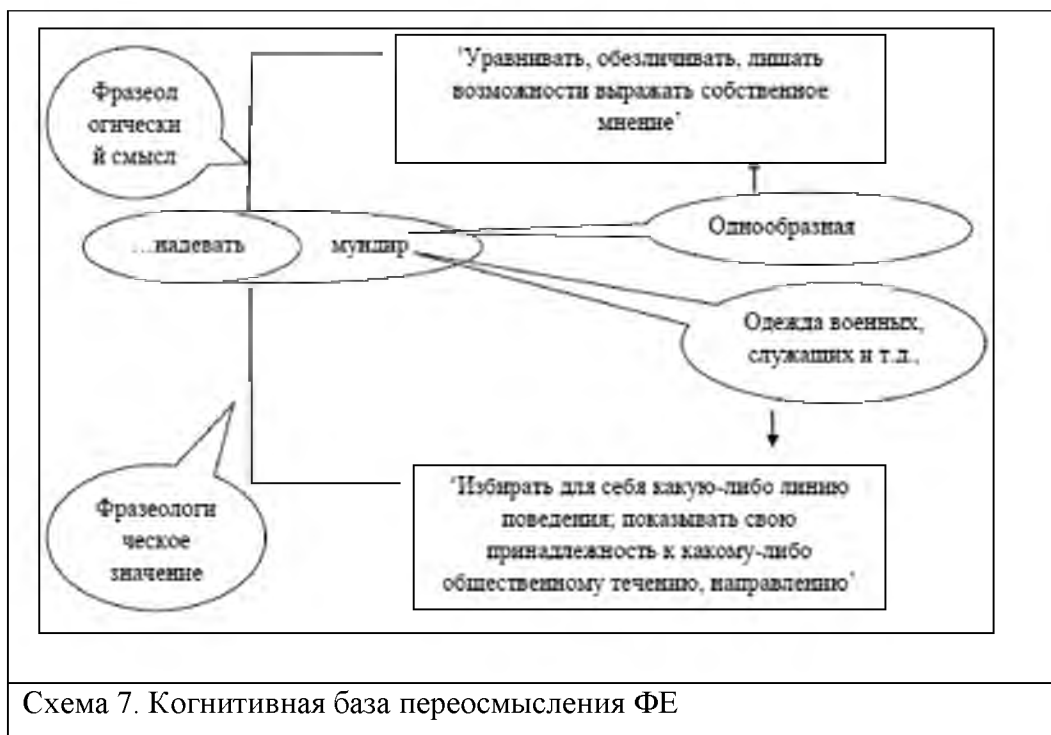 'Уравнивать, обезличивать, лишать
возможности выражать собственное
мнение'
Фразеол
огически
й смысл
Однообразная
…надевать
мундир
Одежда военных,
служащих и т.д.,
'Избирать для себя какую-либо линию
поведения; показывать свою
принадлежность к какому-либо
общественному течению, направлению'
Фразеологи
ческое
значение
Схема 7. Когнитивная база переосмысления ФЕ